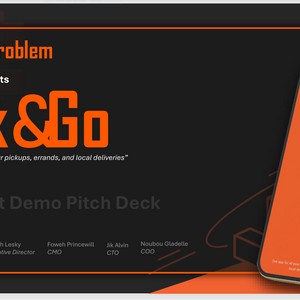 roblem
ts
k &Go
r pickups, errands, and local deliveries”
t Demo Pitch Deck
h Lesky
tive Director
Foweh Princewill
CMO
Jik Alvin
CTO
Noubou Gladelle
COO